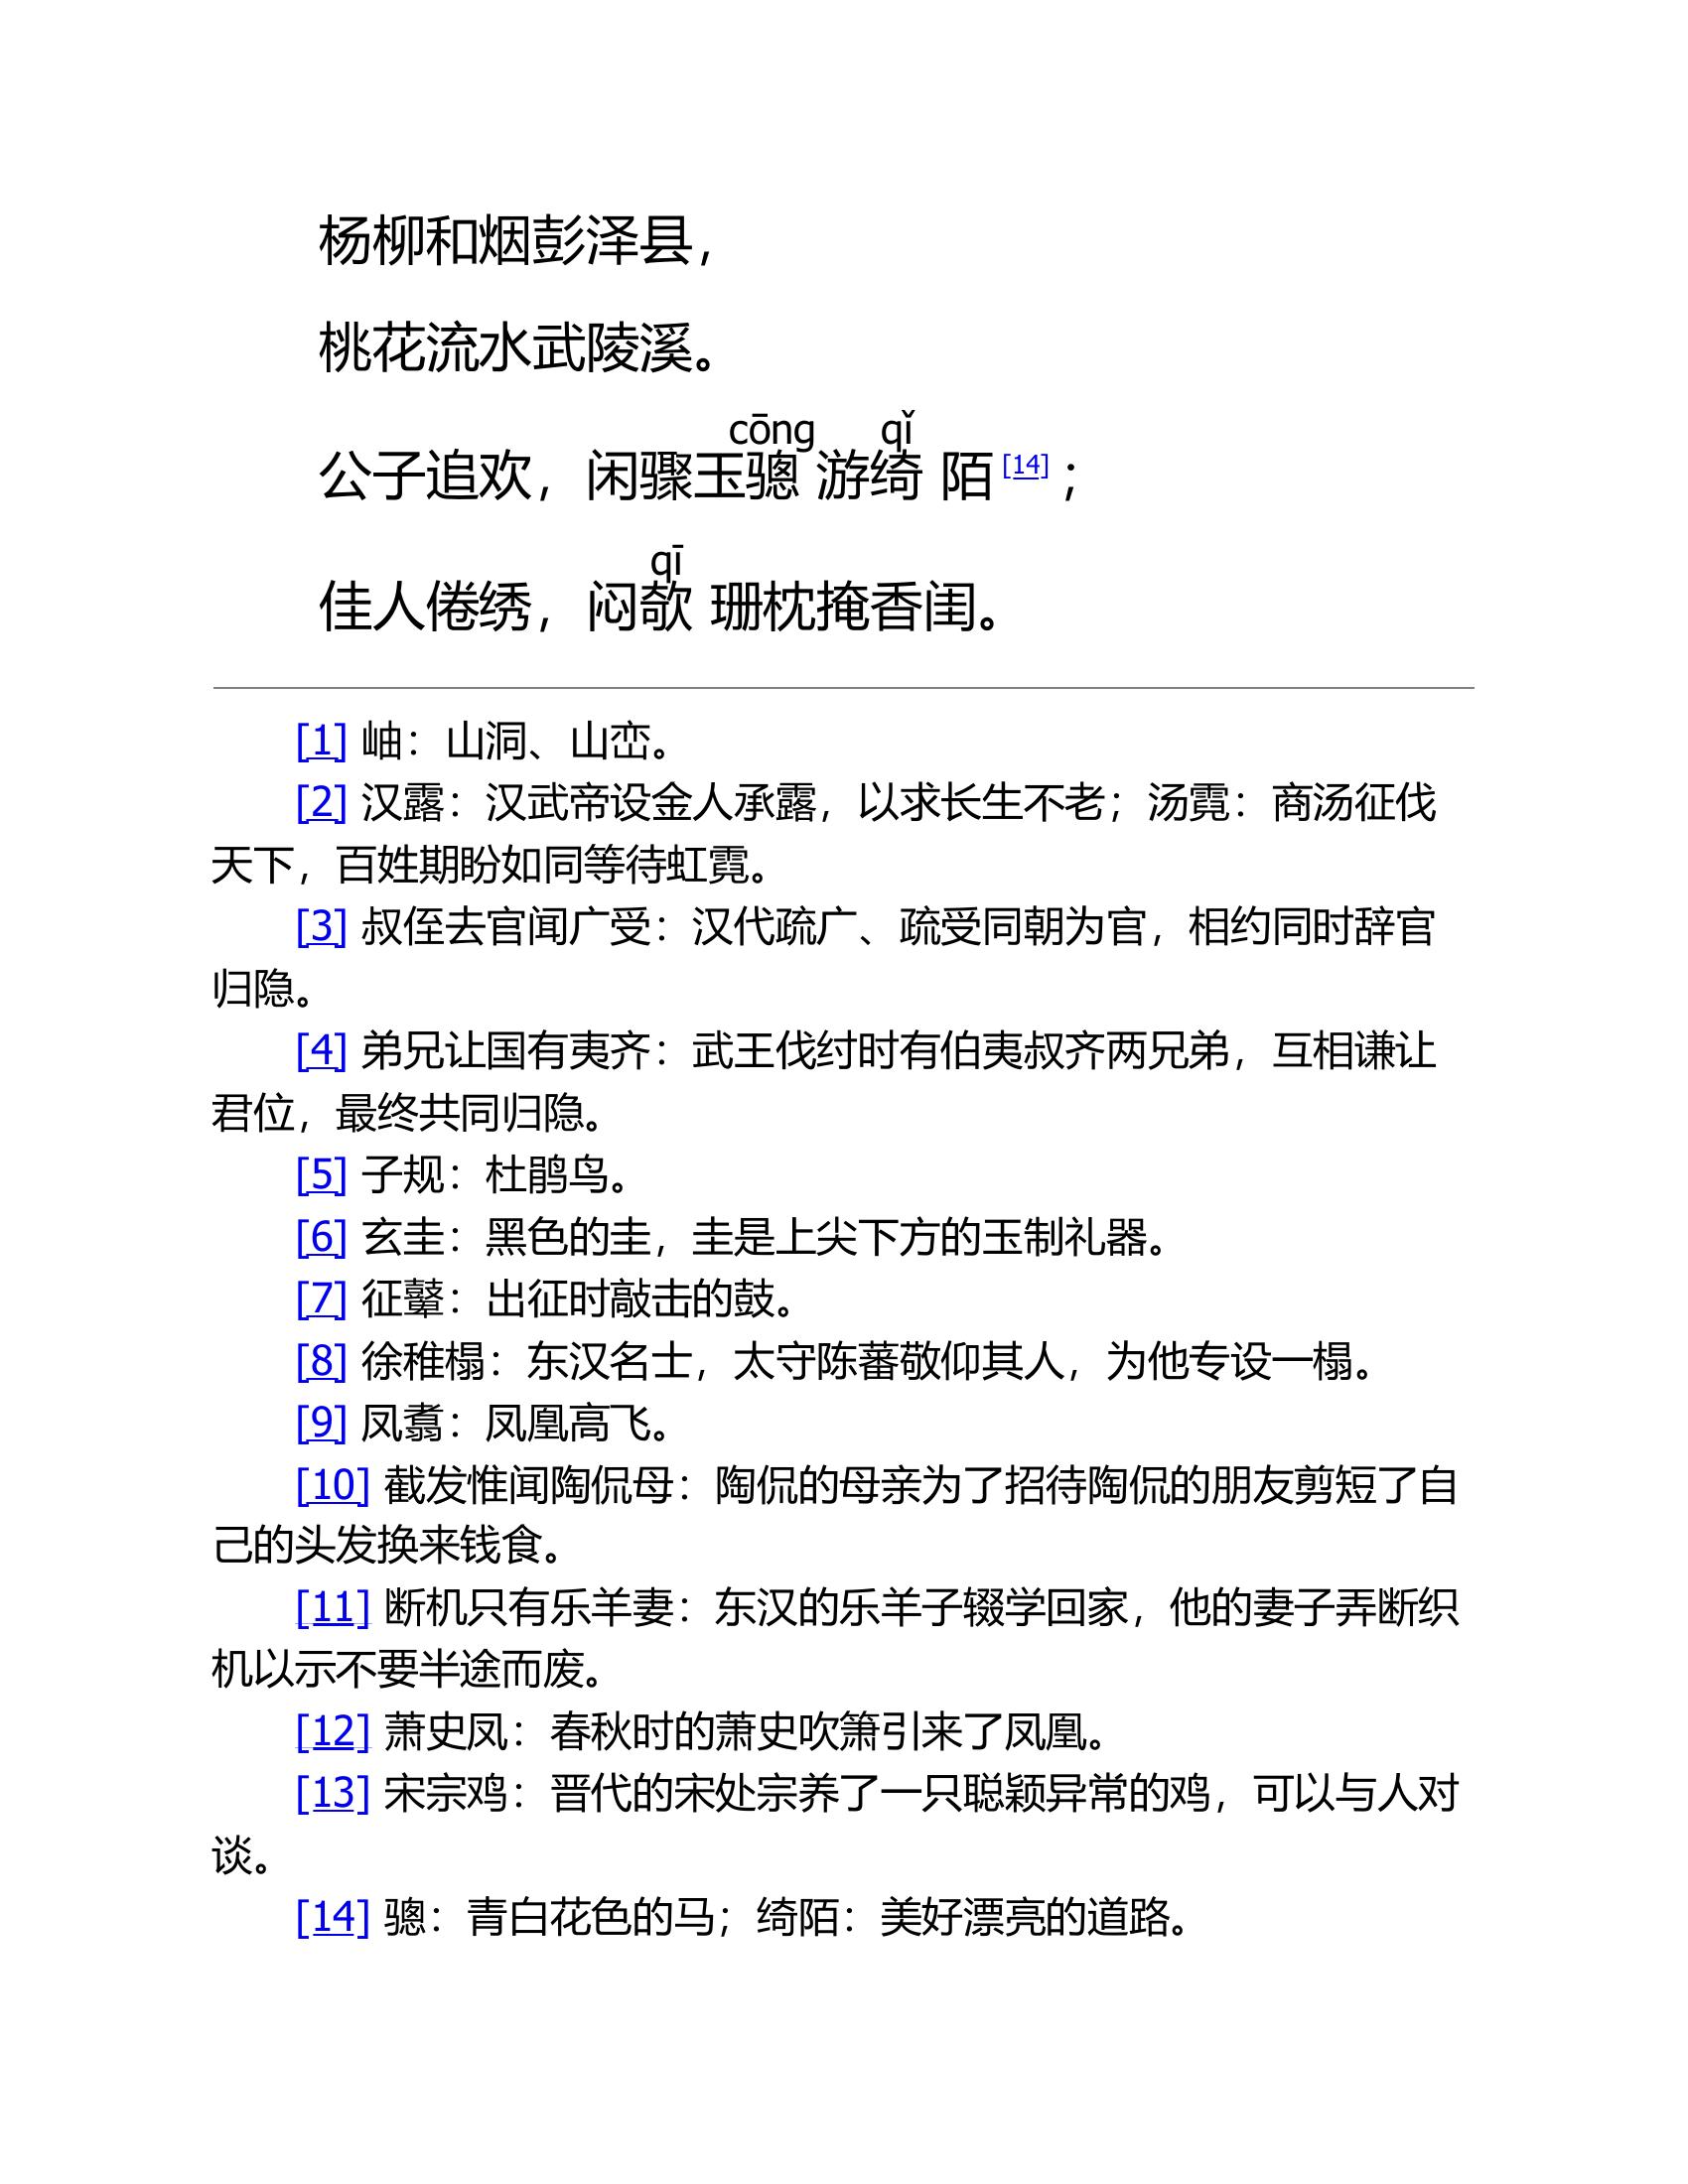 杨柳和烟彭泽县，
桃花流水武陵溪。
cōng qǐ
公子追欢，闲骤玉骢 游绮 陌[14]；
qī
佳人倦绣，闷欹 珊枕掩香闺。
[1] 岫：山洞、山峦。
[2] 汉露：汉武帝设金人承露，以求长生不老；汤霓：商汤征伐
天下，百姓期盼如同等待虹霓。
[3] 叔侄去官闻广受：汉代疏广、疏受同朝为官，相约同时辞官
归隐。
[4] 弟兄让国有夷齐：武王伐纣时有伯夷叔齐两兄弟，互相谦让
君位，最终共同归隐。
[5] 子规：杜鹃鸟。
[6] 玄圭：黑色的圭，圭是上尖下方的玉制礼器。
[7] 征鼙：出征时敲击的鼓。
[8] 徐稚榻：东汉名士，太守陈蕃敬仰其人，为他专设一榻。
[9] 凤翥：凤凰高飞。
[10] 截发惟闻陶侃母：陶侃的母亲为了招待陶侃的朋友剪短了自
己的头发换来钱食。
[11] 断机只有乐羊妻：东汉的乐羊子辍学回家，他的妻子弄断织
机以示不要半途而废。
[12] 萧史凤：春秋时的萧史吹箫引来了凤凰。
[13] 宋宗鸡：晋代的宋处宗养了一只聪颖异常的鸡，可以与人对
谈。
[14] 骢：青白花色的马；绮陌：美好漂亮的道路。